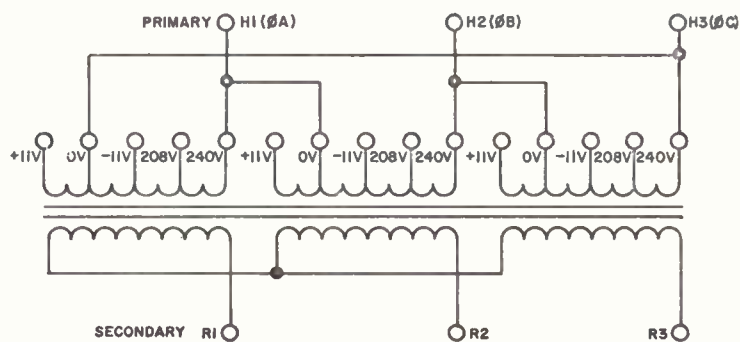 PRIMARY H1 (ØA) H2 (ØB) H3 (ØC)
+11V 0V -11V 208V 240V +11V 0V -11V 208V 240V +11V 0V -11V 208V 240V
SECONDARY R1 R2 R3